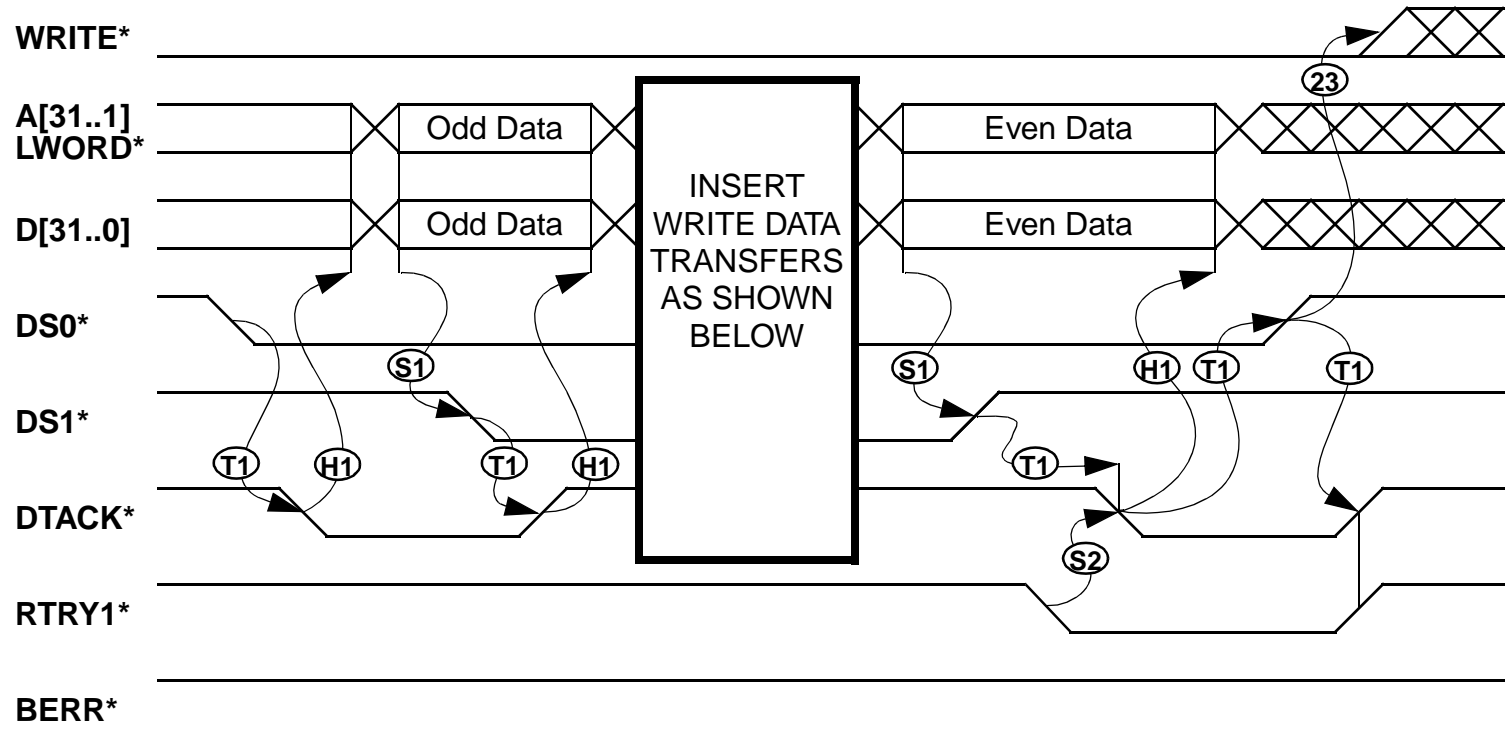 WRITE*
23
A[31..1]
LWORD*
Odd Data
Even Data
INSERT
WRITE DATA
TRANSFERS
AS SHOWN
BELOW
D[31..0]
Odd Data
Even Data
DS0*
S1
S1
H1
T1
T1
DS1*
T1
H1
T1
H1
T1
DTACK*
S2
RTRY1*
BERR*